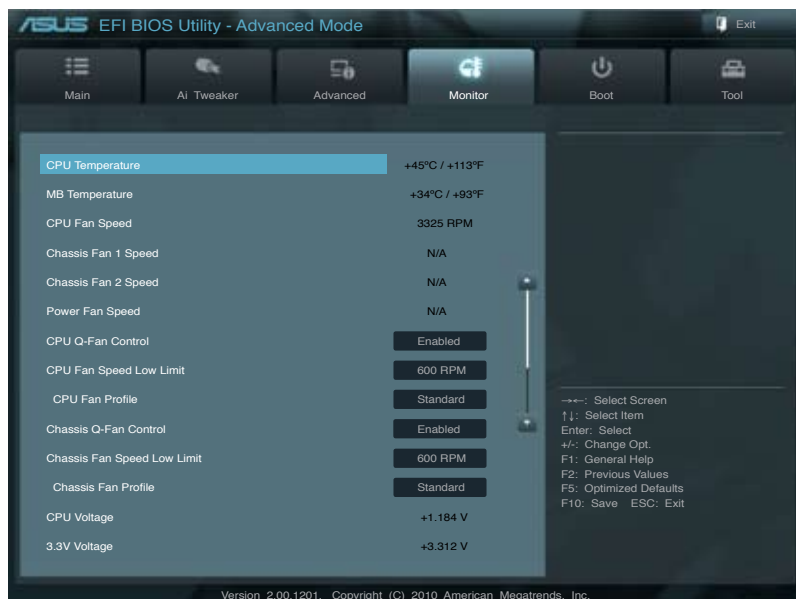 ASUS EFI BIOS Utility - Advanced Mode Exit
Main Ai Tweaker Advanced Monitor Boot Tool
CPU Temperature +45ºC / +113ºF
MB Temperature +34ºC / +93ºF
CPU Fan Speed 3325 RPM
Chassis Fan 1 Speed N/A
Chassis Fan 2 Speed N/A
Power Fan Speed N/A
CPU Q-Fan Control Enabled
CPU Fan Speed Low Limit 600 RPM
CPU Fan Profile Standard
Chassis Q-Fan Control Enabled
Chassis Fan Speed Low Limit 600 RPM
Chassis Fan Profile Standard
CPU Voltage +1.184 V
3.3V Voltage +3.312 V
→←: Select Screen
↑↓: Select Item
Enter: Select
+/-: Change Opt.
F1: General Help
F2: Previous Values
F5: Optimized Defaults
F10: Save ESC: Exit
Version 2.00.1201. Copyright (C) 2010 American Megatrends, Inc.